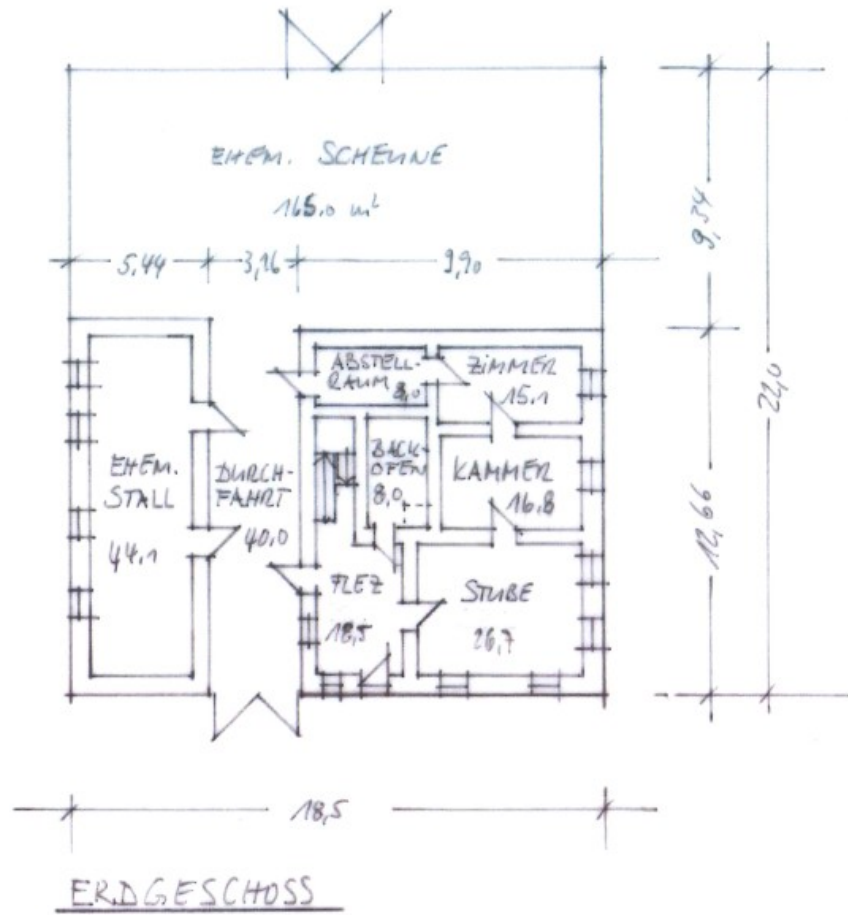 EHEM. SCHEUNE
165,0 m²
5,44
3,16
9,90
9,34
22,0
12,66
ABSTELL-
RAUM 8,0
ZIMMER
15,1
EHEM.
STALL
44,1
DURCH-
FAHRT
40,0
BACK-
OFEN
8,0
KAMMER
16,8
FLEZ
18,5
STUBE
26,7
18,5
ERDGESCHOSS